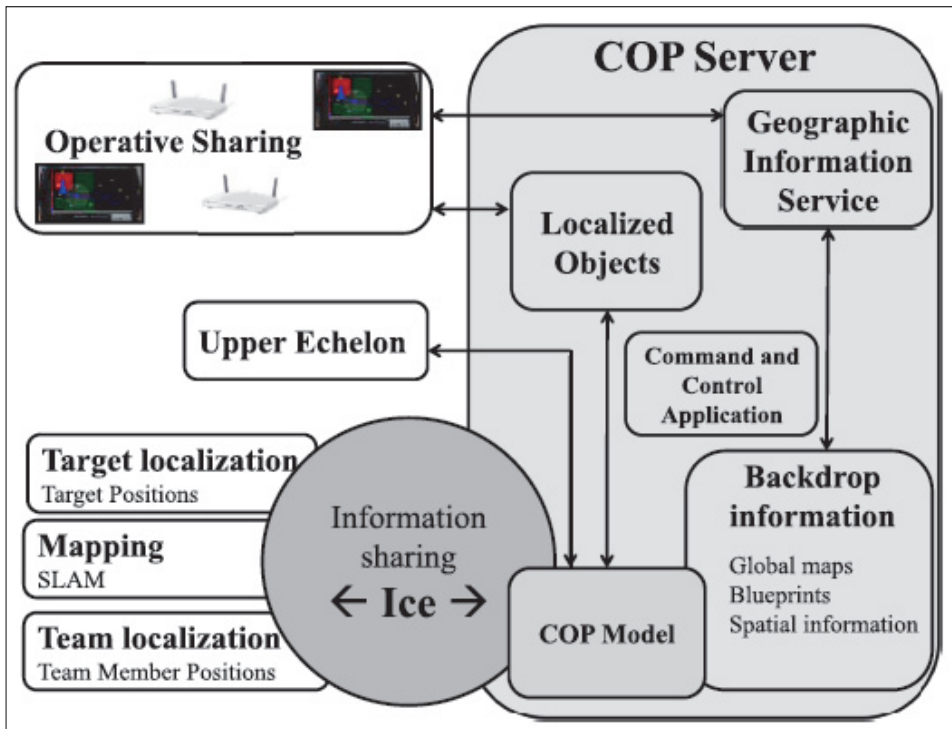 COP Server
Operative Sharing
Geographic
Information
Service
Localized
Objects
Upper Echelon
Command and
Control
Application
Target localization
Target Positions
Mapping
SLAM
Team localization
Team Member Positions
Information
sharing
← Ice →
COP Model
Backdrop
information
Global maps
Blueprints
Spatial information